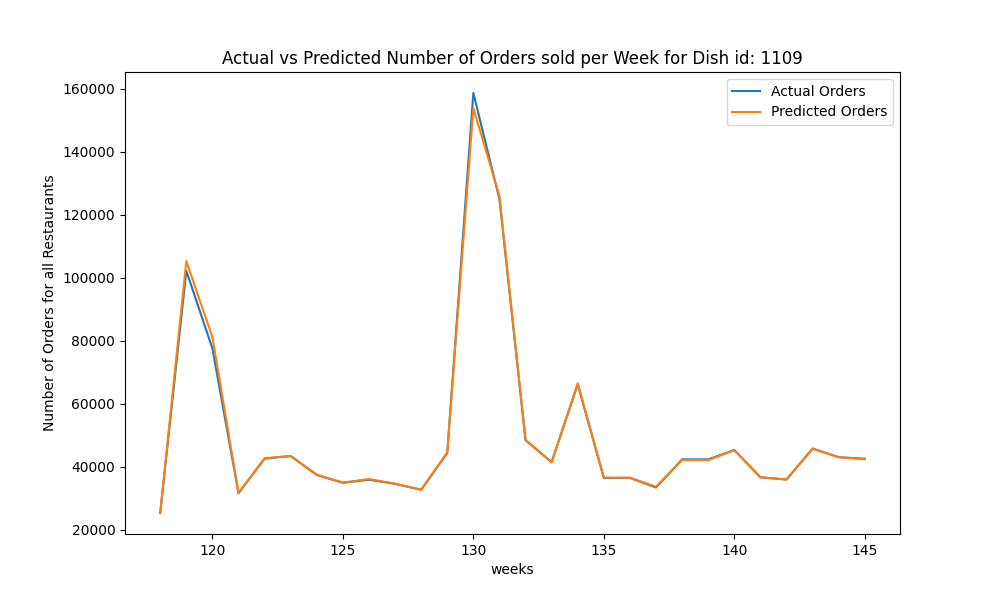 Actual vs Predicted Number of Orders sold per Week for Dish id: 1109
Actual Orders
Predicted Orders
Number of Orders for all Restaurants
160000
140000
120000
100000
80000
60000
40000
20000
120 125 130 135 140 145
weeks